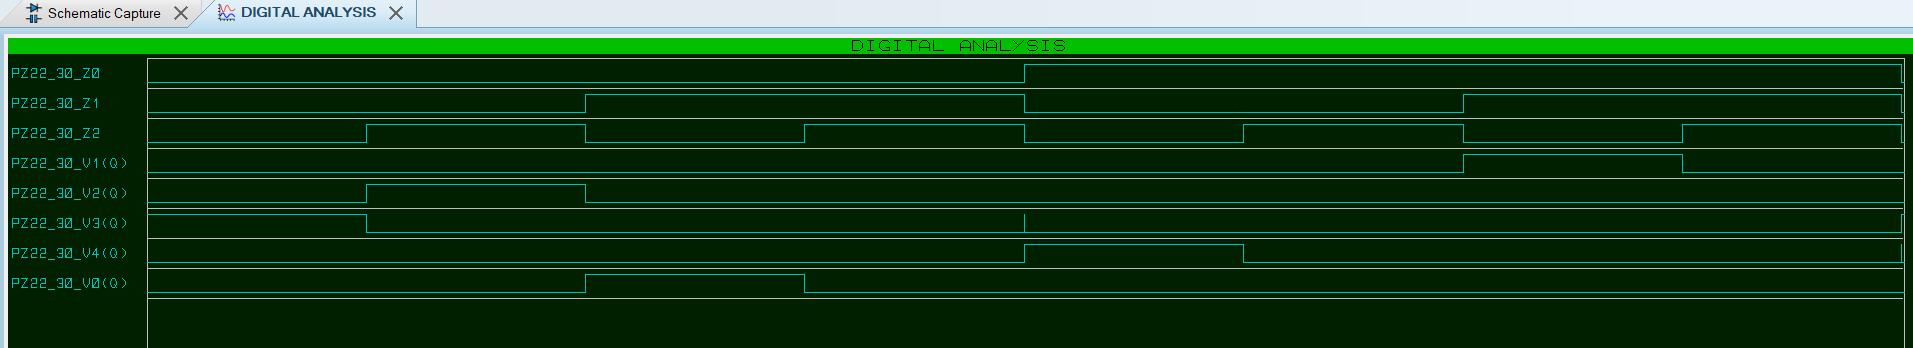 Schematic Capture DIGITAL ANALYSIS
DIGITAL ANALYSIS
PZ22_30_Z0
PZ22_30_Z1
PZ22_30_Z2
PZ22_30_V1(Q)
PZ22_30_V2(Q)
PZ22_30_V3(Q)
PZ22_30_V4(Q)
PZ22_30_V0(Q)